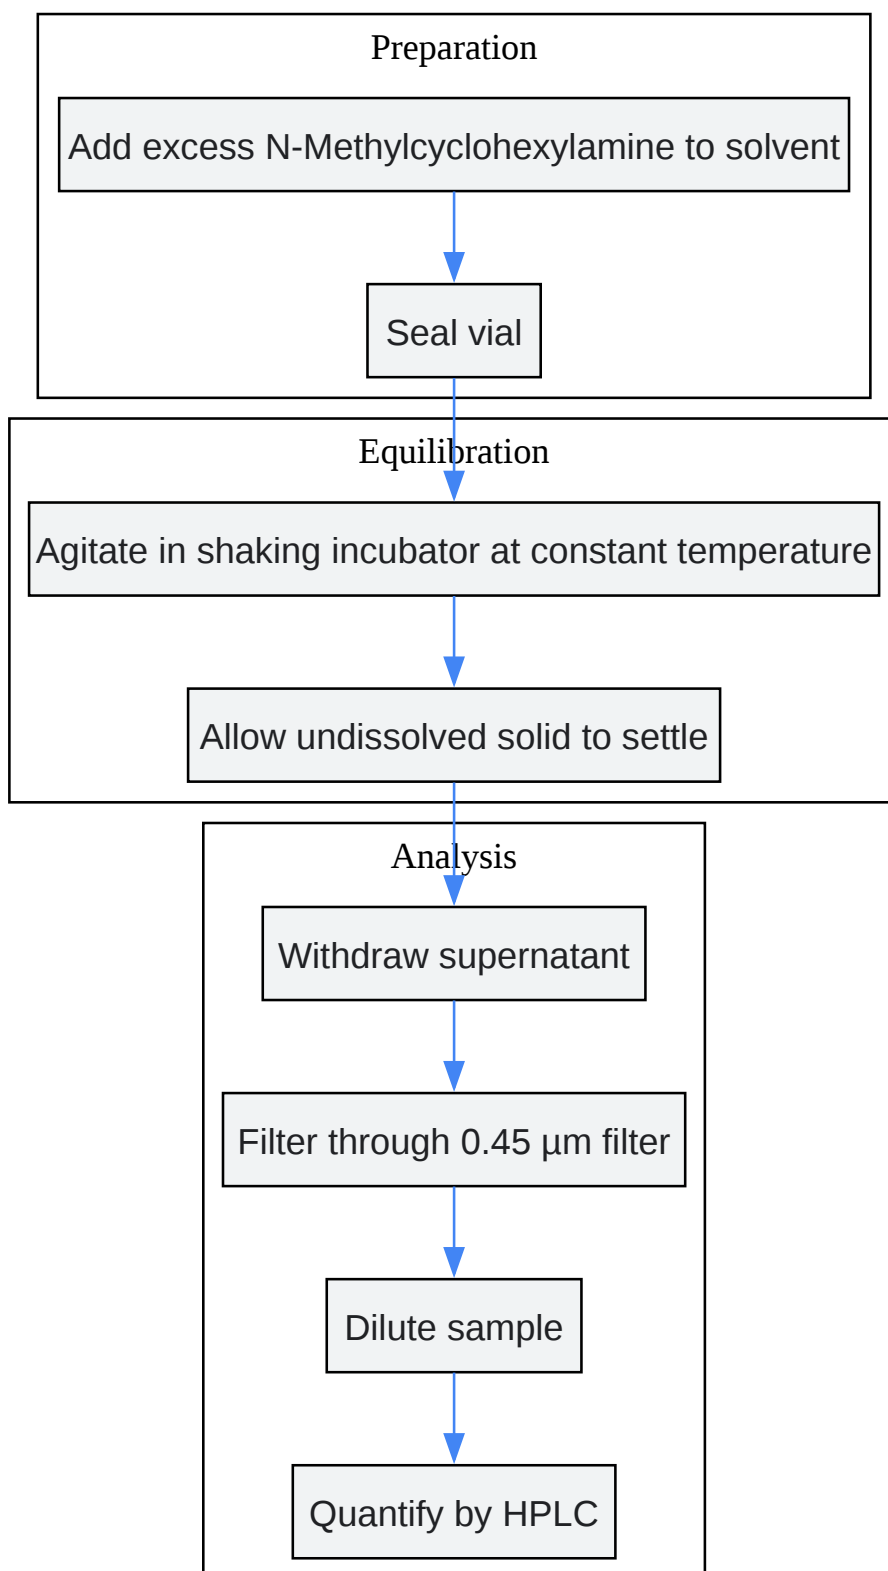 Preparation
Add excess N-Methylcyclohexylamine to solvent
Seal vial
Equilibration
Agitate in shaking incubator at constant temperature
Allow undissolved solid to settle
Analysis
Withdraw supernatant
Filter through 0.45 µm filter
Dilute sample
Quantify by HPLC